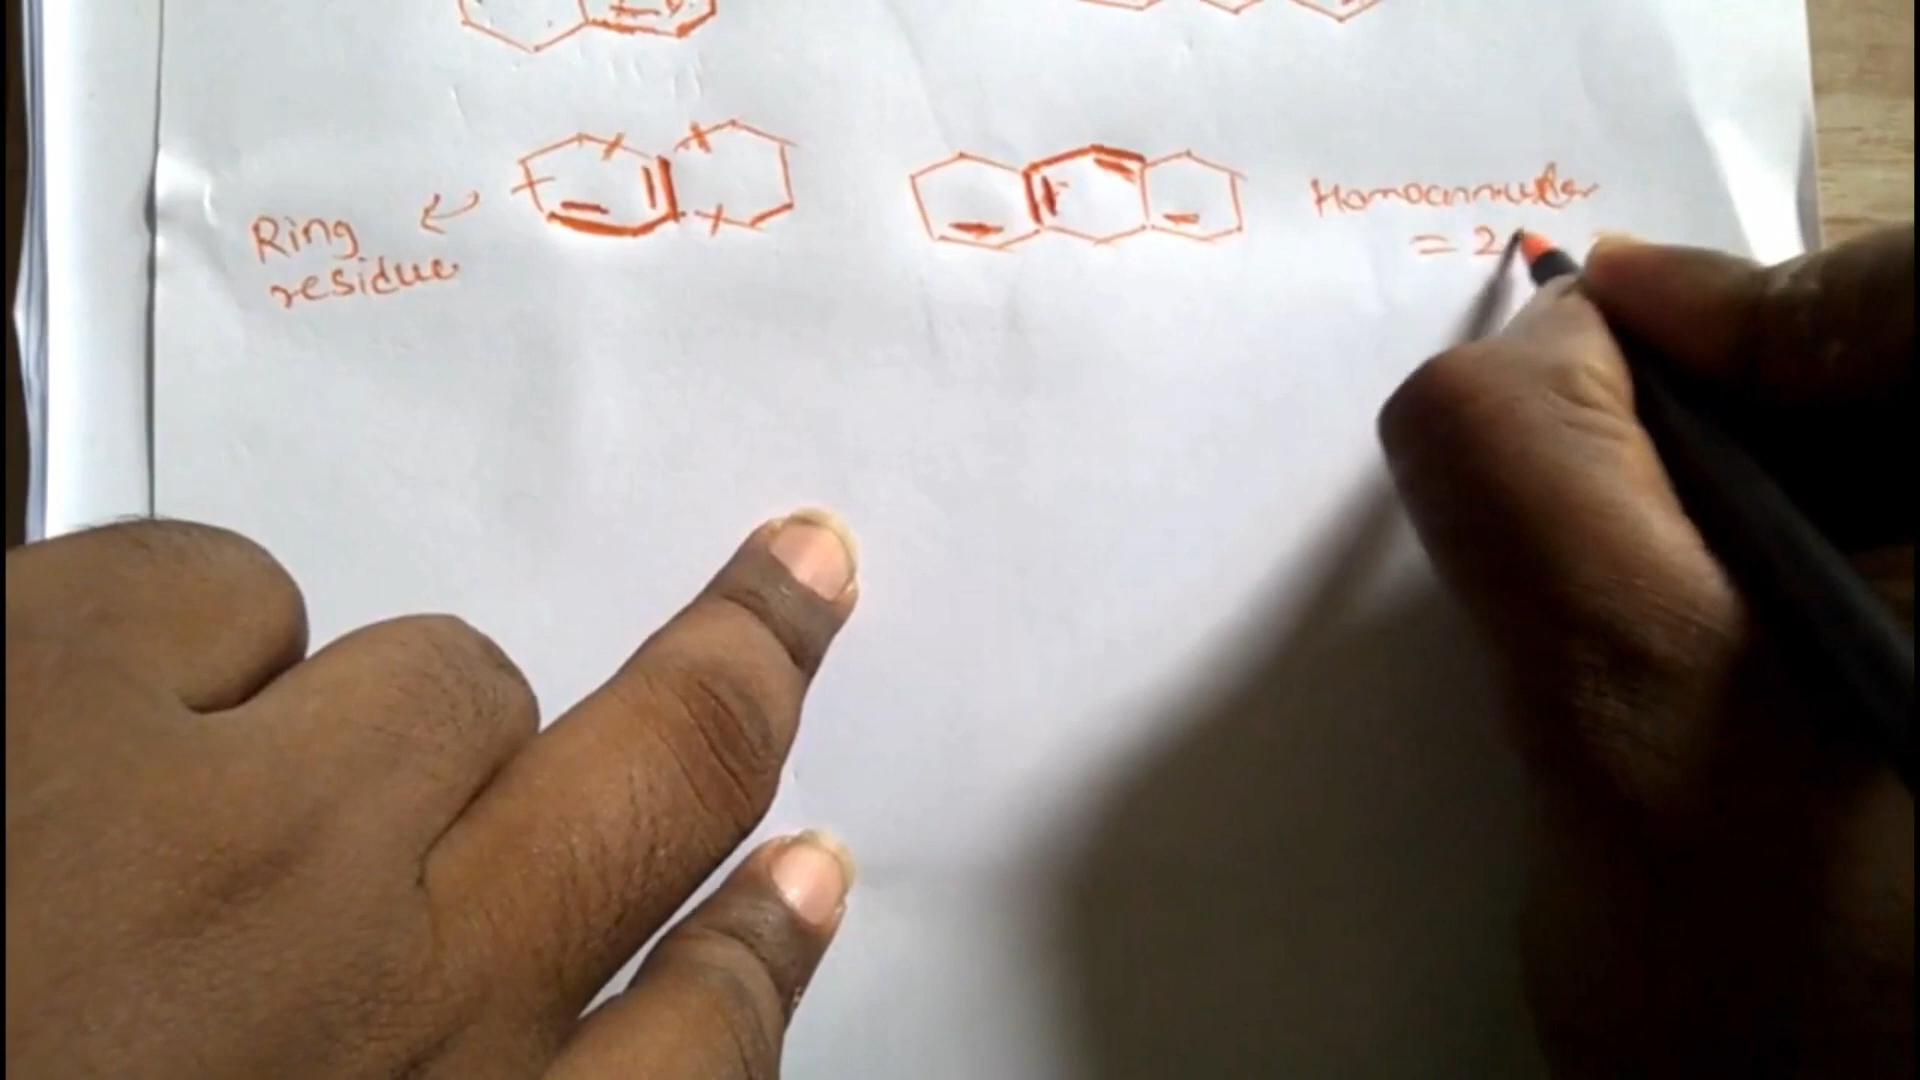 Ring
residue
Homoannular
= 2